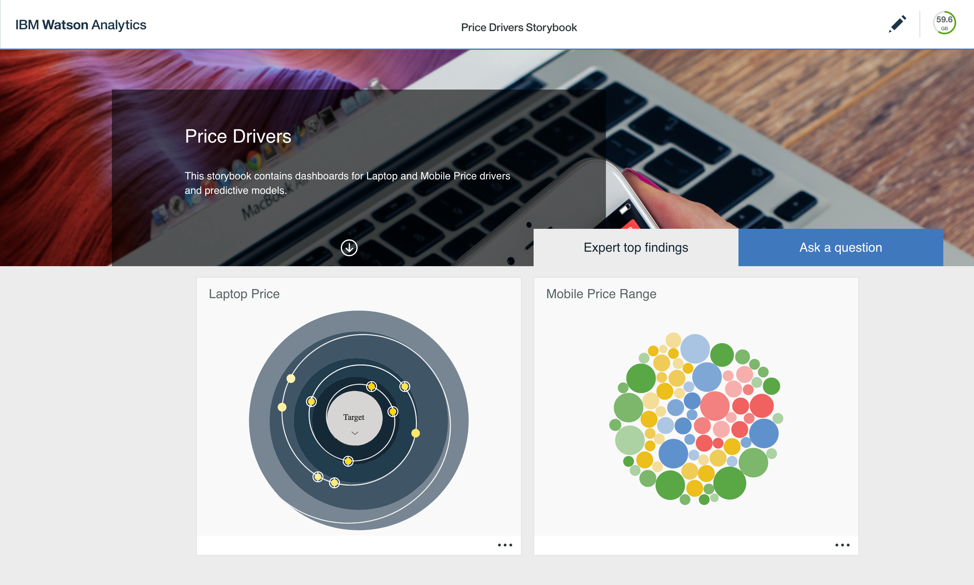 IBM Watson Analytics
Price Drivers Storybook
59.6
GB
Price Drivers
This storybook contains dashboards for Laptop and Mobile Price drivers
and predictive models.
MacBook
Expert top findings
Ask a question
Laptop Price
Mobile Price Range
Target